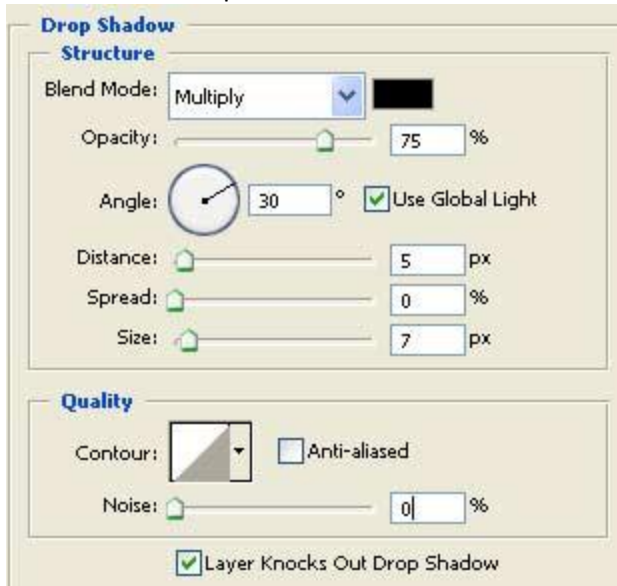 Drop Shadow
Structure
Blend Mode: Multiply
Opacity: 75 %
Angle: 30 ° Use Global Light
Distance: 5 px
Spread: 0 %
Size: 7 px
Quality
Contour: Anti-aliased
Noise: 0 %
Layer Knocks Out Drop Shadow